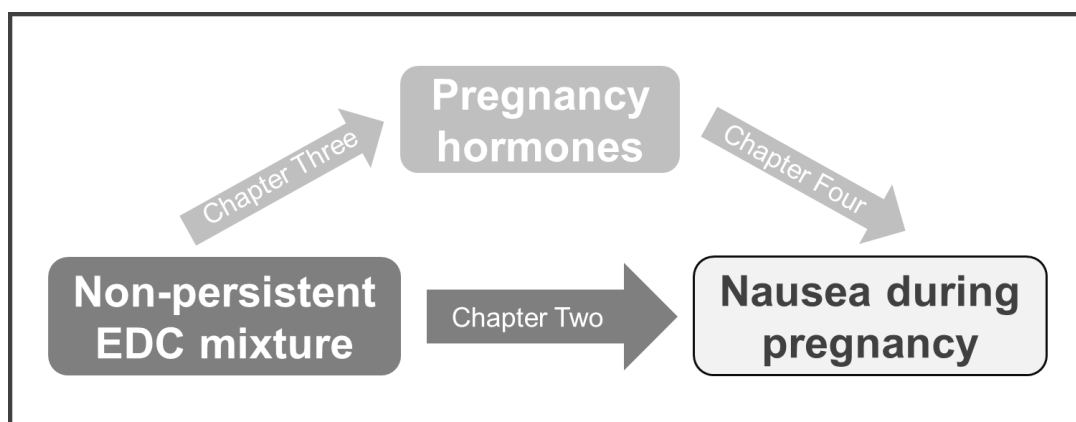 Pregnancy
hormones
Chapter Three
Chapter Four
Non-persistent
EDC mixture
Chapter Two
Nausea during
pregnancy